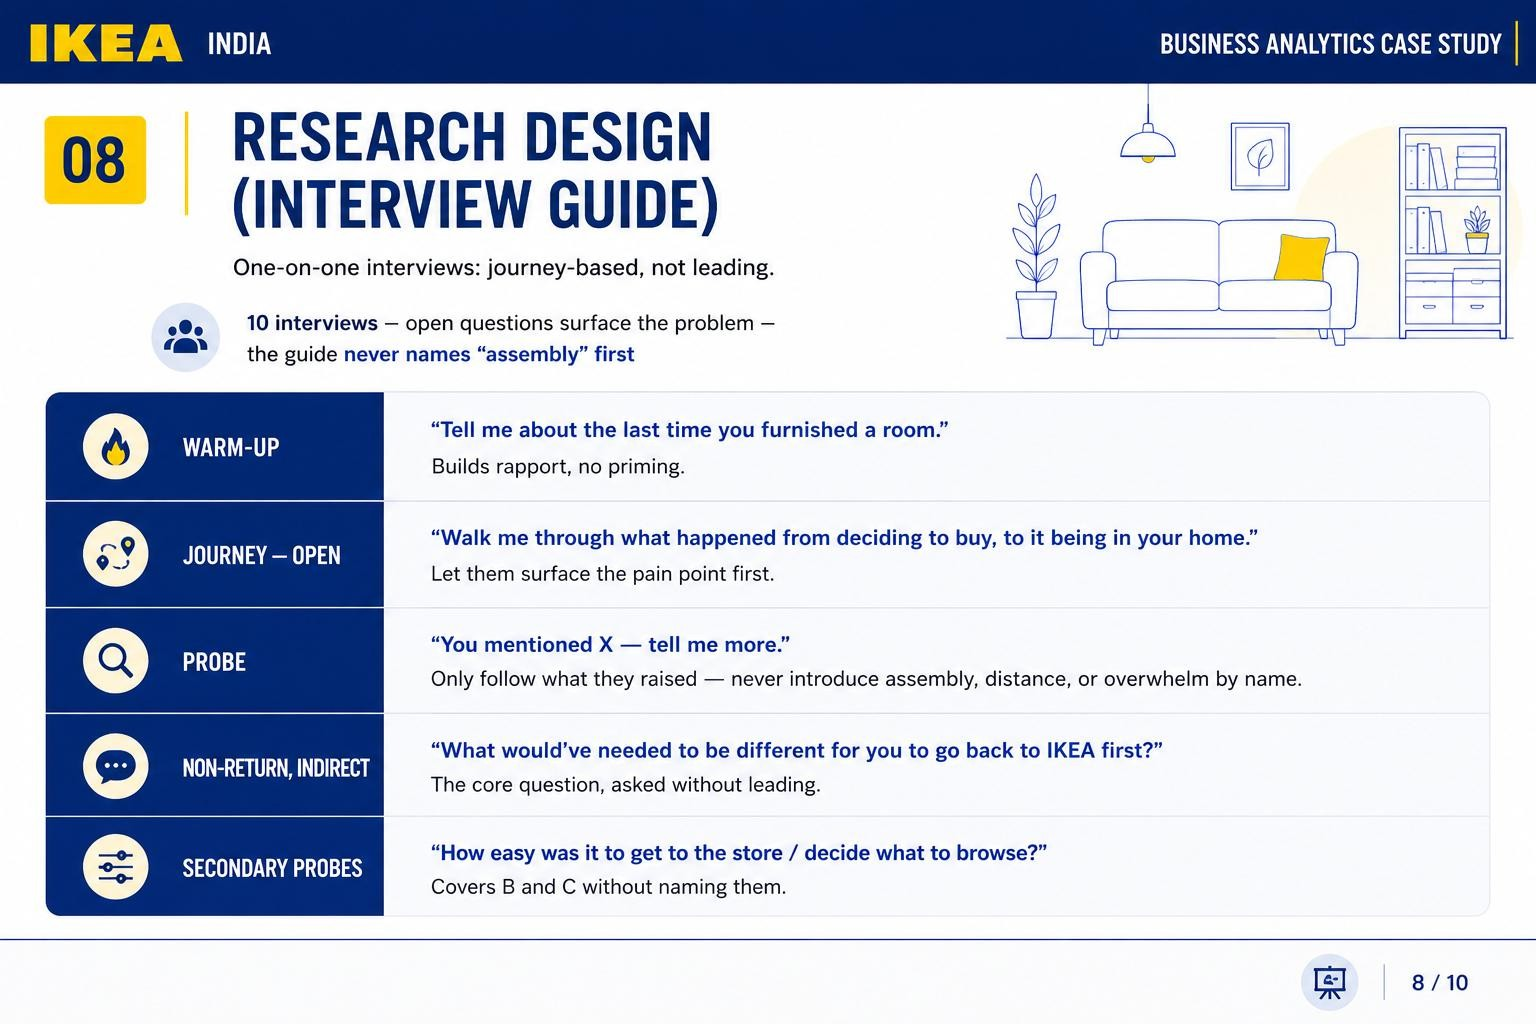 IKEA INDIA
BUSINESS ANALYTICS CASE STUDY
08
RESEARCH DESIGN
(INTERVIEW GUIDE)
One-on-one interviews: journey-based, not leading.
10 interviews – open questions surface the problem –
the guide never names “assembly” first
WARM-UP
“Tell me about the last time you furnished a room.”
Builds rapport, no priming.
JOURNEY – OPEN
“Walk me through what happened from deciding to buy, to it being in your home.”
Let them surface the pain point first.
PROBE
“You mentioned X — tell me more.”
Only follow what they raised — never introduce assembly, distance, or overwhelm by name.
NON-RETURN, INDIRECT
“What would’ve needed to be different for you to go back to IKEA first?”
The core question, asked without leading.
SECONDARY PROBES
“How easy was it to get to the store / decide what to browse?”
Covers B and C without naming them.
8 / 10